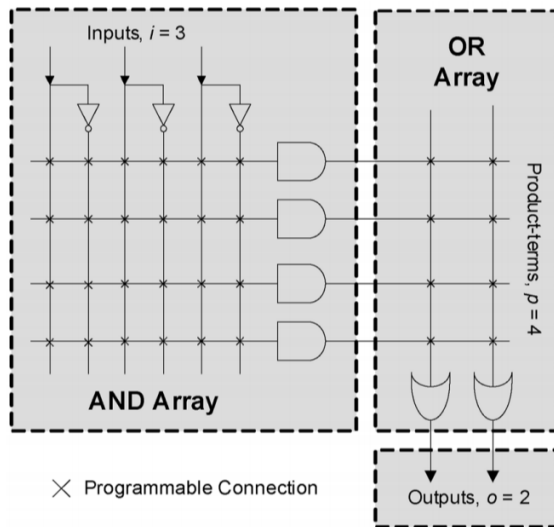 Inputs, i = 3
OR
Array
Product-terms, p = 4
AND Array
Programmable Connection
Outputs, o = 2